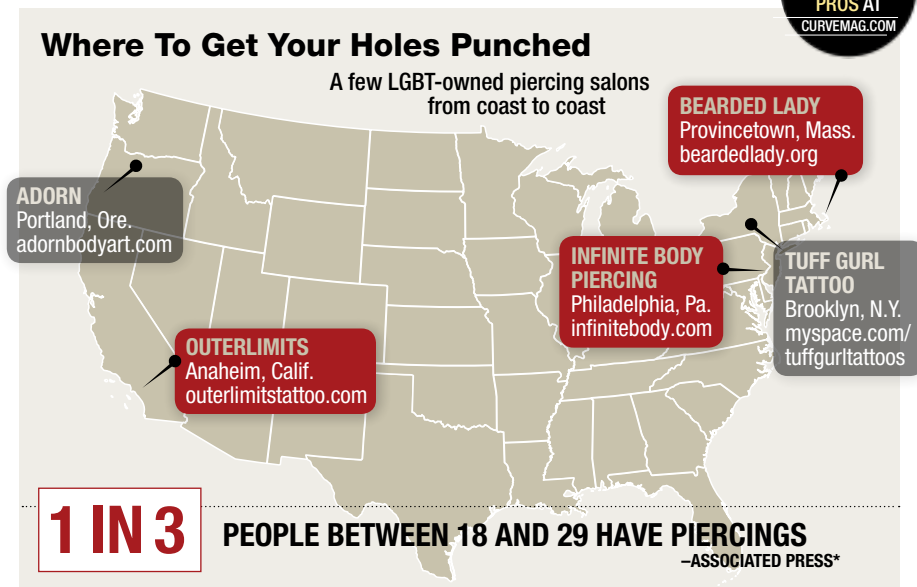 PROS AT
CURVEMAG.COM
Where To Get Your Holes Punched
A few LGBT-owned piercing salons
from coast to coast
BEARDED LADY
Provincetown, Mass.
beardedlady.org
ADORN
Portland, Ore.
adornbodyart.com
INFINITE BODY
PIERCING
Philadelphia, Pa.
infinitebody.com
TUFF GURL
TATTOO
Brooklyn, N.Y.
myspace.com/
tuffgurltattoos
OUTERLIMITS
Anaheim, Calif.
outerlimitstattoo.com
1 IN 3
PEOPLE BETWEEN 18 AND 29 HAVE PIERCINGS
–ASSOCIATED PRESS*